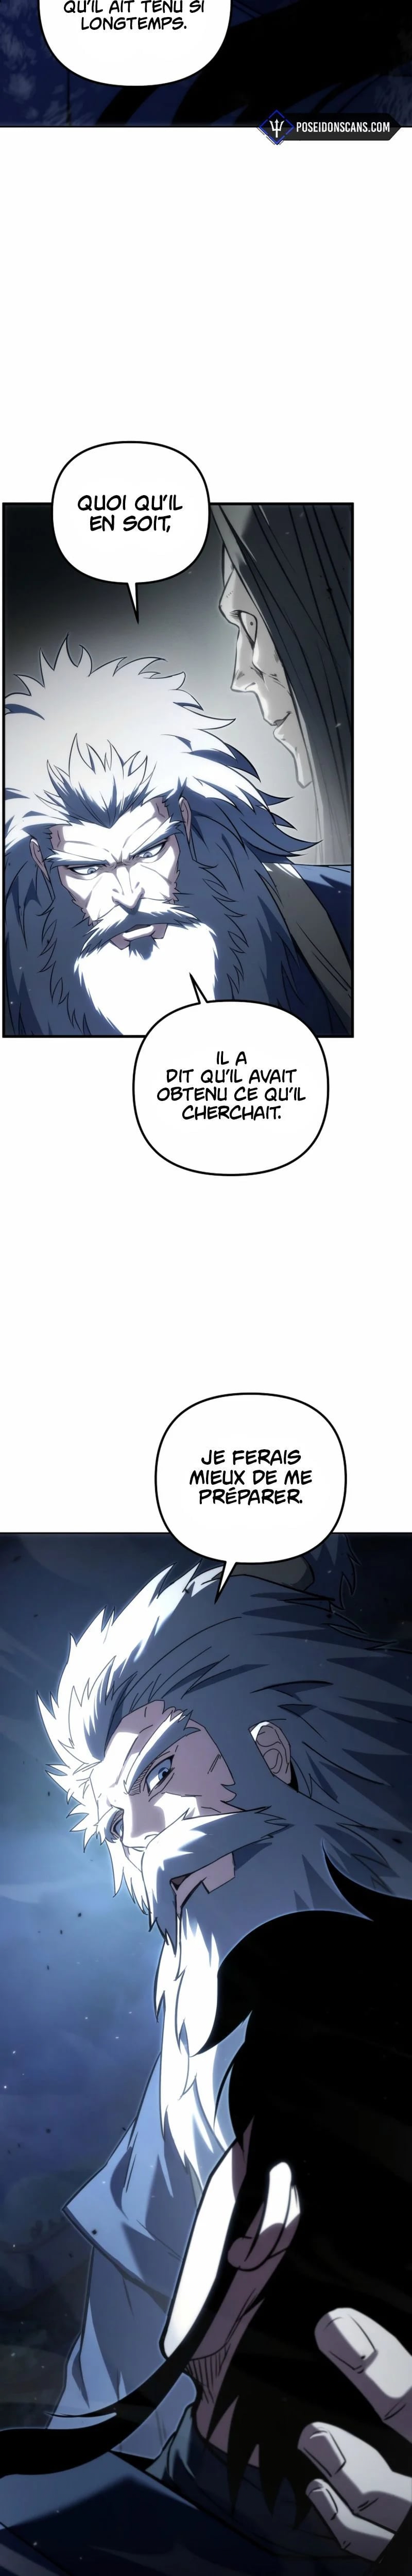 QU'IL AIT TENU SI
LONGTEMPS.
POSEIDONSCANS.COM
QUOI QU'IL
EN SOIT,
IL A
DIT QU'IL AVAIT
OBTENU CE QU'IL
CHERCHAIT.
JE FERAIS
MIEUX DE ME
PRÉPARER.